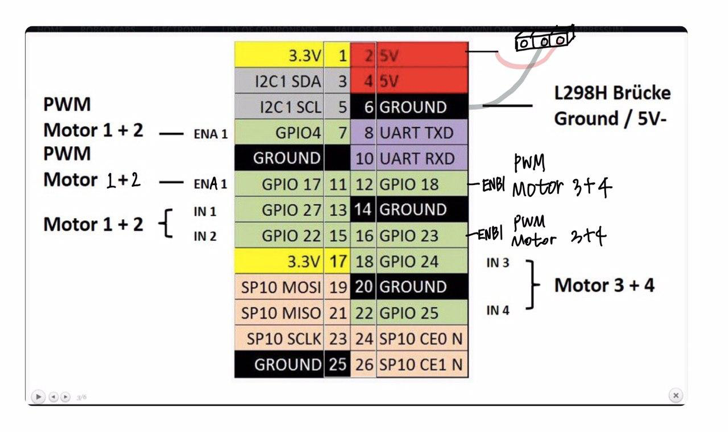 3.3V 1 2 5V
I2C1 SDA 3 4 5V
I2C1 SCL 5 6 GROUND
L298H Brücke
Ground / 5V-
PWM
Motor 1 + 2 ENA 1 GPIO4 7 8 UART TXD
PWM
GROUND 10 UART RXD
Motor 1+2 ENA1 GPIO 17 11 12 GPIO 18 ENB1 PWM
Motor 3+4
Motor 1 + 2 IN 1 GPIO 27 13 14 GROUND
IN 2 GPIO 22 15 16 GPIO 23 ENB1 PWM
Motor 3+4
3.3V 17 18 GPIO 24 IN 3
SP10 MOSI 19 20 GROUND Motor 3 + 4
SP10 MISO 21 22 GPIO 25 IN 4
SP10 SCLK 23 24 SP10 CE0 N
GROUND 25 26 SP10 CE1 N